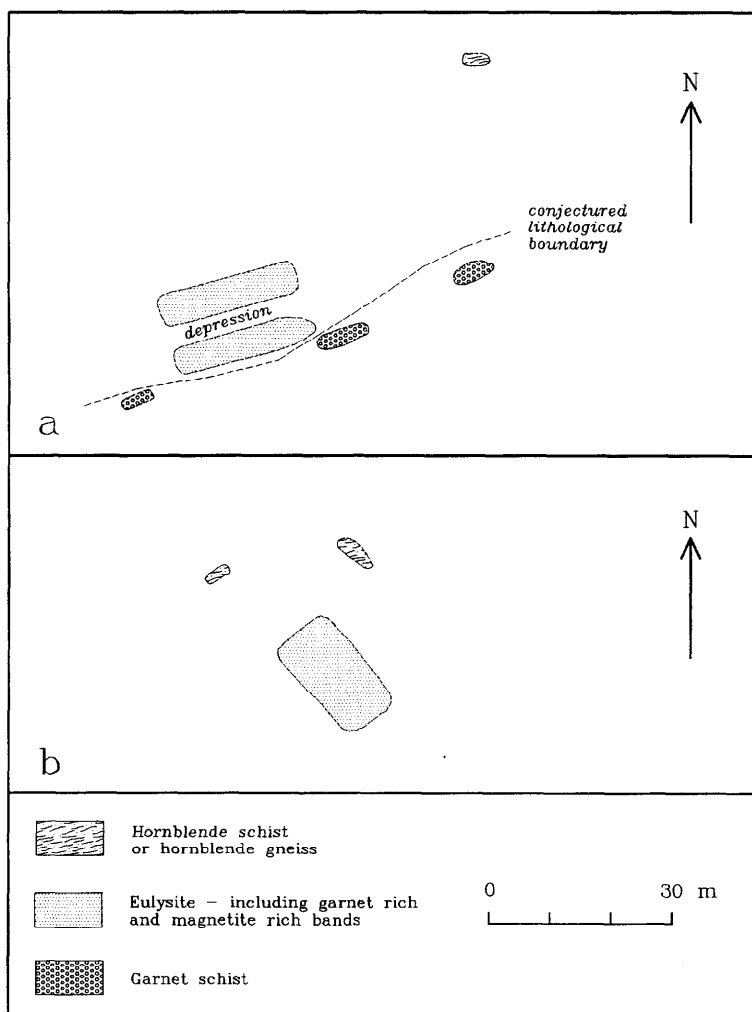 N
conjectured
lithological
boundary
depression
a
N
b
Hornblende schist
or hornblende gneiss
Eulysite – including garnet rich
and magnetite rich bands
0 30 m
Garnet schist